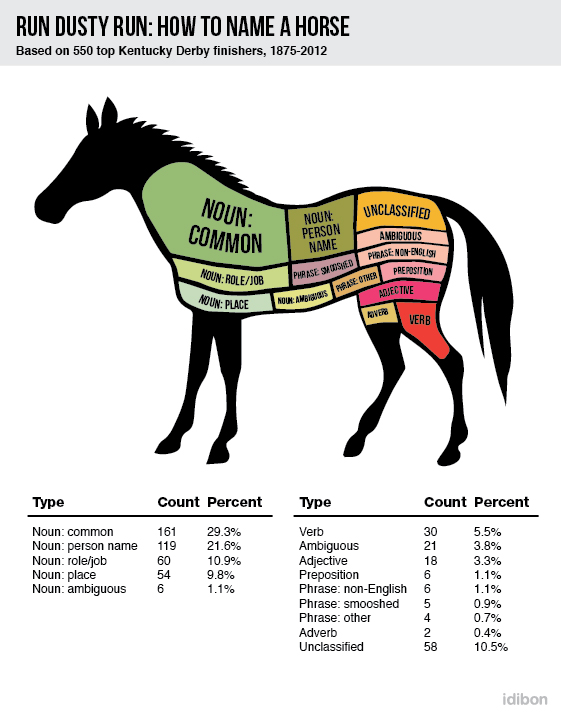 RUN DUSTY RUN: HOW TO NAME A HORSE
Based on 550 top Kentucky Derby finishers, 1875-2012
NOUN:
COMMON
NOUN:
PERSON
NAME
UNCLASSIFIED
AMBIGUOUS
PHRASE: NON-ENGLISH
NOUN: ROLE/JOB
PHRASE: SMOOSHED
PHRASE: OTHER
PREPOSITION
NOUN: PLACE
NOUN: AMBIGUOUS
ADJECTIVE
ADVERB
VERB
Type Count Percent
Noun: common 161 29.3%
Noun: person name 119 21.6%
Noun: role/job 60 10.9%
Noun: place 54 9.8%
Noun: ambiguous 6 1.1%
Type Count Percent
Verb 30 5.5%
Ambiguous 21 3.8%
Adjective 18 3.3%
Preposition 6 1.1%
Phrase: non-English 6 1.1%
Phrase: smooshed 5 0.9%
Phrase: other 4 0.7%
Adverb 2 0.4%
Unclassified 58 10.5%
idibon